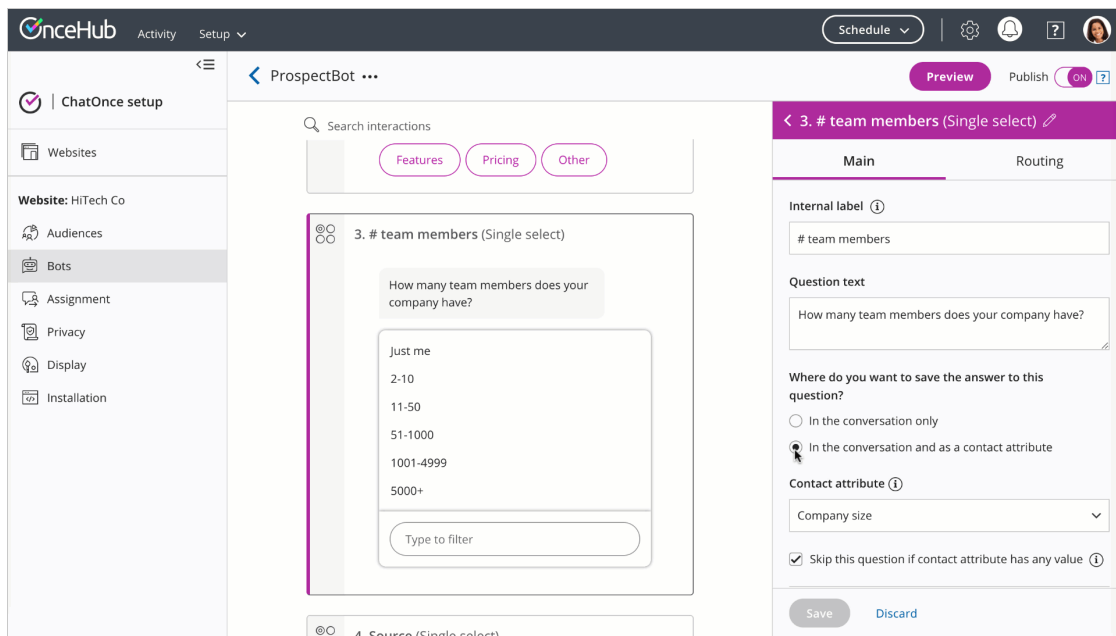 OnceHub
Activity
Setup
Schedule
?
ChatOnce setup
Websites
Website: HiTech Co
Audiences
Bots
Assignment
Privacy
Display
Installation
ProspectBot •••
Preview
Publish
ON
?
Search interactions
Features
Pricing
Other
3. # team members (Single select)
How many team members does your
company have?
Just me
2-10
11-50
51-1000
1001-4999
5000+
Type to filter
4. Source (Single select)
3. # team members (Single select)
Main
Routing
Internal label
# team members
Question text
How many team members does your company have?
Where do you want to save the answer to this
question?
In the conversation only
In the conversation and as a contact attribute
Contact attribute
Company size
Skip this question if contact attribute has any value
Save
Discard